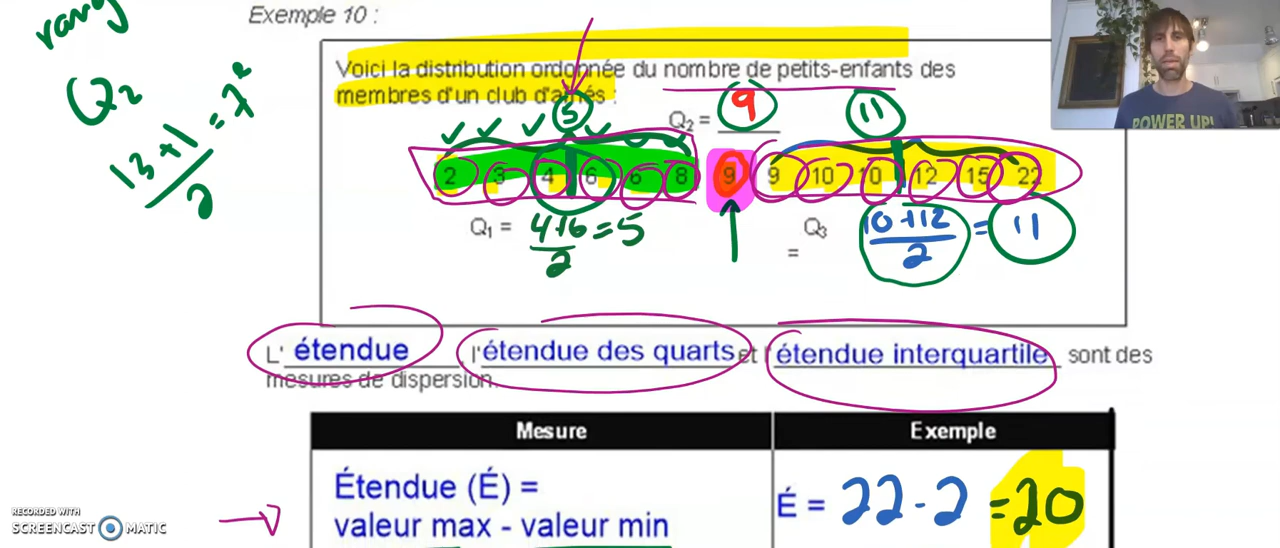 rang
Exemple 10 :
Q2
13+1 / 2 = 7e
Voici la distribution ordonnée du nombre de petits-enfants des
membres d'un club d'aînés :
5
Q2 = 9
11
POWER UP!
2 3 4 6 6 8 9 9 10 10 12 15 22
Q1 = 4+6 / 2 = 5
Q3 = 10+12 / 2 = 11
L' étendue, l'étendue des quarts et l'étendue interquartile sont des
mesures de dispersion.
Mesure
Exemple
Étendue (É) =
valeur max - valeur min
É = 22-2 =20
RECORDED WITH
SCREENCAST MATIC